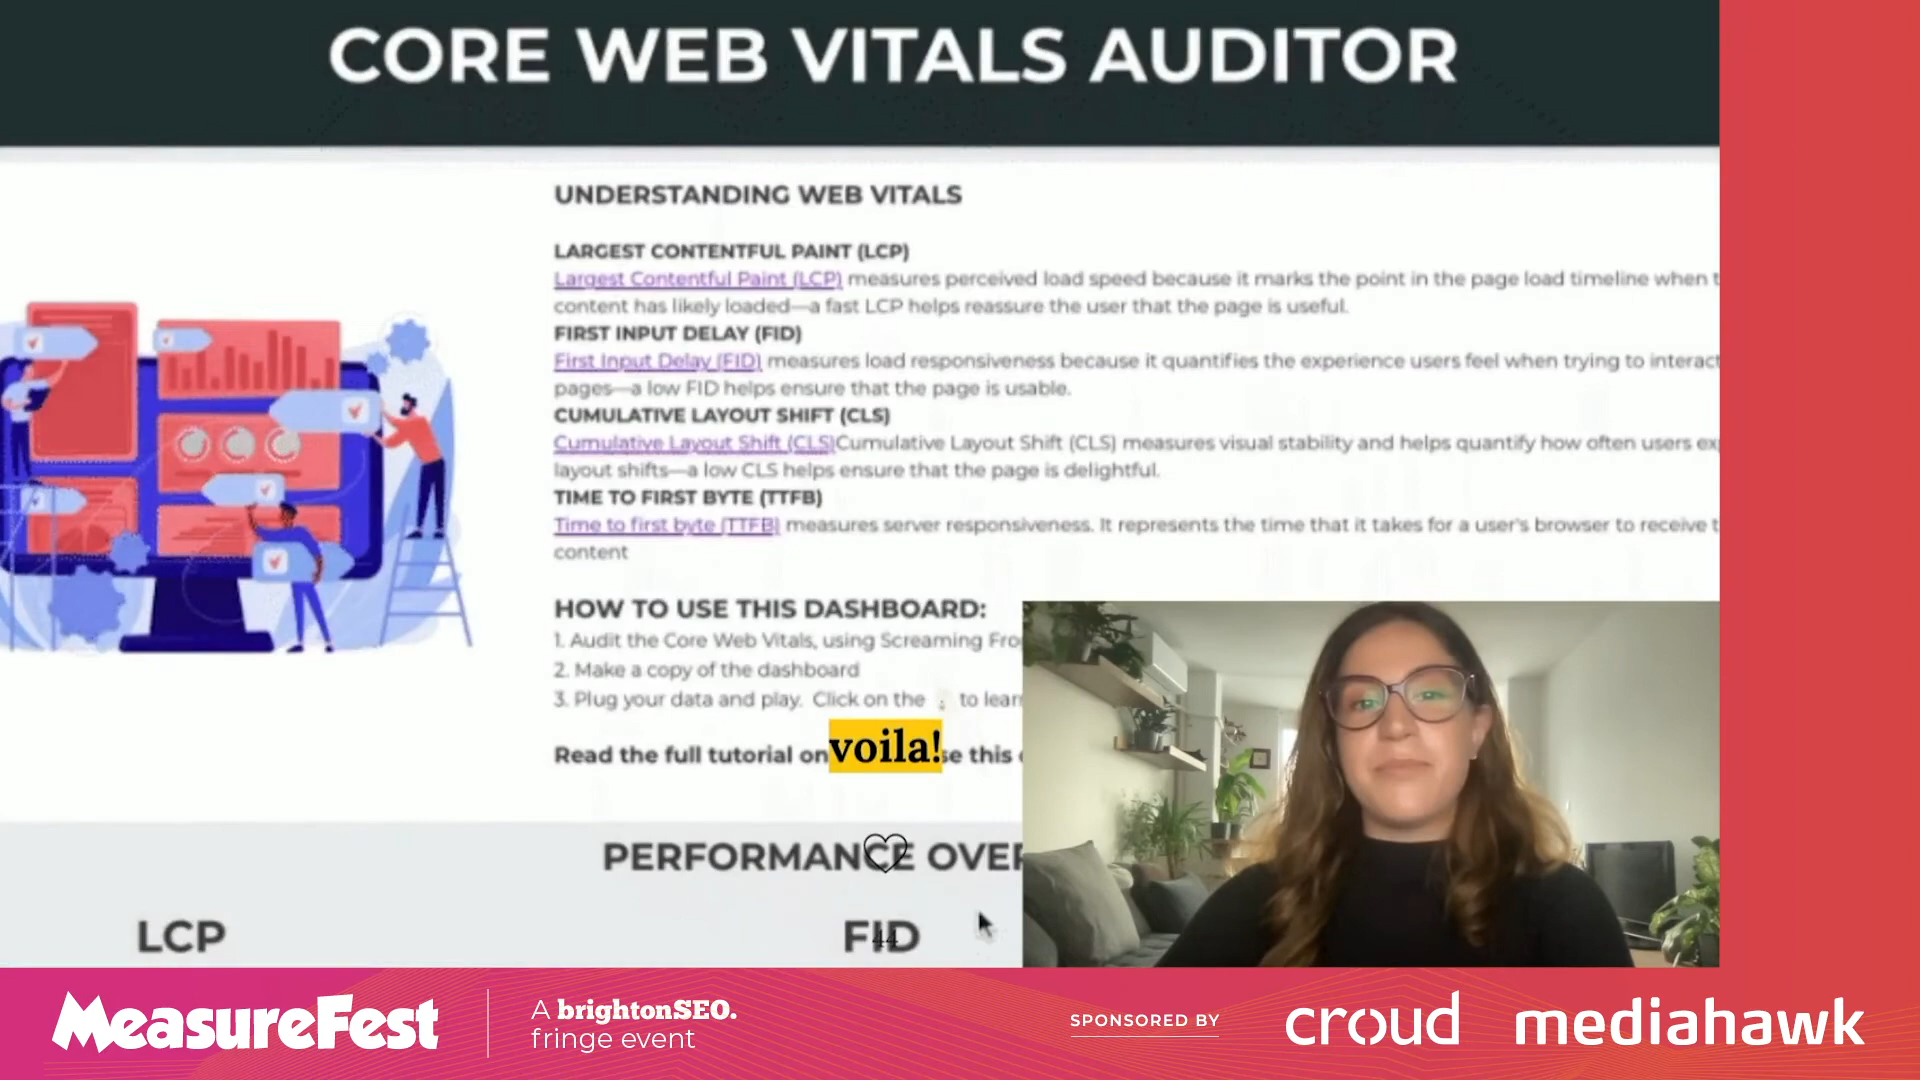 CORE WEB VITALS AUDITOR
UNDERSTANDING WEB VITALS
LARGEST CONTENTFUL PAINT (LCP)
Largest Contentful Paint (LCP) measures perceived load speed because it marks the point in the page load timeline when
content has likely loaded—a fast LCP helps reassure the user that the page is useful.
FIRST INPUT DELAY (FID)
First Input Delay (FID) measures load responsiveness because it quantifies the experience users feel when trying to interact
pages—a low FID helps ensure that the page is usable.
CUMULATIVE LAYOUT SHIFT (CLS)
Cumulative Layout Shift (CLS)Cumulative Layout Shift (CLS) measures visual stability and helps quantify how often users
layout shifts—a low CLS helps ensure that the page is delightful.
TIME TO FIRST BYTE (TTFB)
Time to first byte (TTFB) measures server responsiveness. It represents the time that it takes for a user's browser to receive
content
HOW TO USE THIS DASHBOARD:
1. Audit the Core Web Vitals, using Screaming
2. Make a copy of the dashboard
3. Plug your data and play. Click on the to
Read the full tutorial on this
voila!
PERFORMANCE
LCP
FID
44
MeasureFest
A brightonSEO.
fringe event
SPONSORED BY
croud
mediahawk